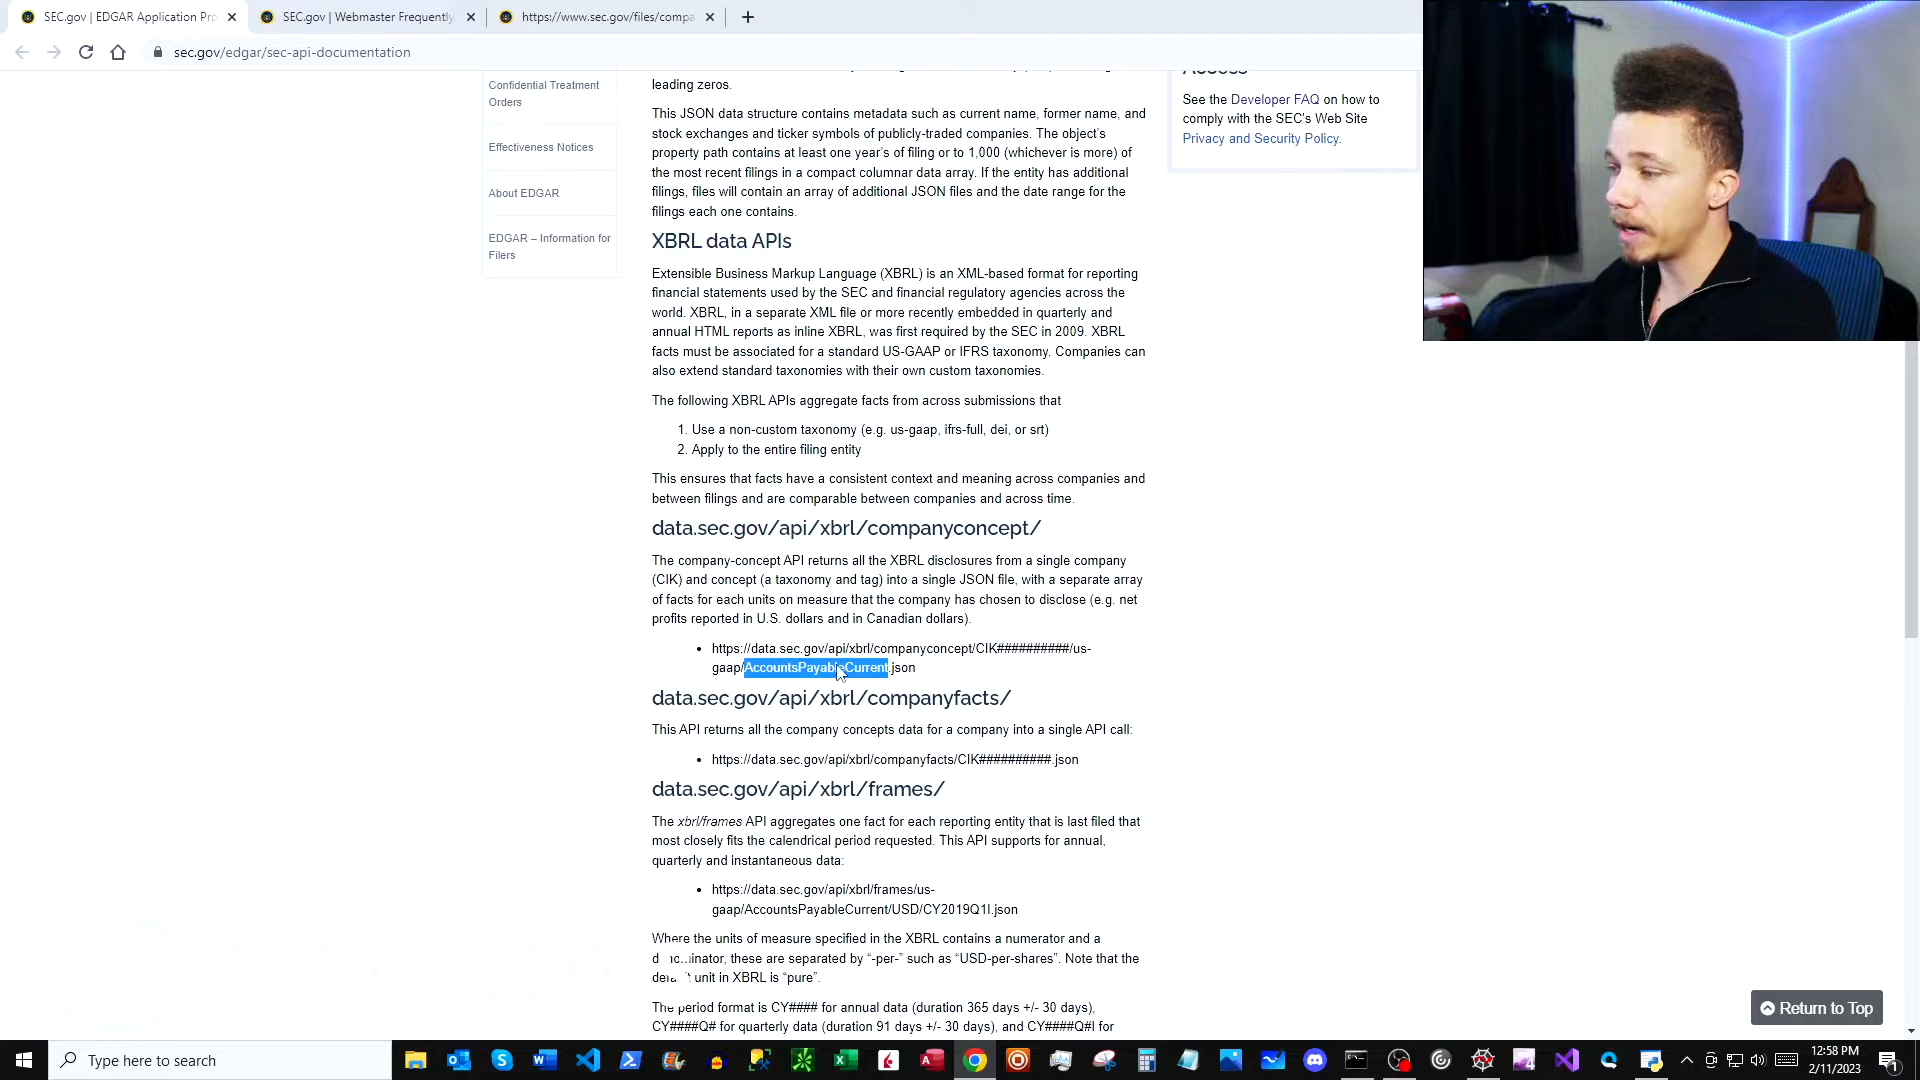 SEC.gov | EDGAR Application Pro
SEC.gov | Webmaster Frequently
https://www.sec.gov/files/compa
sec.gov/edgar/sec-api-documentation
Confidential Treatment
Orders
Effectiveness Notices
About EDGAR
EDGAR – Information for
Filers
leading zeros.
This JSON data structure contains metadata such as current name, former name, and
stock exchanges and ticker symbols of publicly-traded companies. The object's
property path contains at least one year's of filing or to 1,000 (whichever is more) of
the most recent filings in a compact columnar data array. If the entity has additional
filings, files will contain an array of additional JSON files and the date range for the
filings each one contains.
XBRL data APIs
Extensible Business Markup Language (XBRL) is an XML-based format for reporting
financial statements used by the SEC and financial regulatory agencies across the
world. XBRL, in a separate XML file or more recently embedded in quarterly and
annual HTML reports as inline XBRL, was first required by the SEC in 2009. XBRL
facts must be associated for a standard US-GAAP or IFRS taxonomy. Companies can
also extend standard taxonomies with their own custom taxonomies.
The following XBRL APIs aggregate facts from across submissions that
1. Use a non-custom taxonomy (e.g. us-gaap, ifrs-full, dei, or srt)
2. Apply to the entire filing entity
This ensures that facts have a consistent context and meaning across companies and
between filings and are comparable between companies and across time.
data.sec.gov/api/xbrl/companyconcept/
The company-concept API returns all the XBRL disclosures from a single company
(CIK) and concept (a taxonomy and tag) into a single JSON file, with a separate array
of facts for each units on measure that the company has chosen to disclose (e.g. net
profits reported in U.S. dollars and in Canadian dollars).
• https://data.sec.gov/api/xbrl/companyconcept/CIK##########/us-
gaap/AccountsPayableCurrent.json
data.sec.gov/api/xbrl/companyfacts/
This API returns all the company concepts data for a company into a single API call:
• https://data.sec.gov/api/xbrl/companyfacts/CIK##########.json
data.sec.gov/api/xbrl/frames/
The xbrl/frames API aggregates one fact for each reporting entity that is last filed that
most closely fits the calendrical period requested. This API supports for annual,
quarterly and instantaneous data:
• https://data.sec.gov/api/xbrl/frames/us-
gaap/AccountsPayableCurrent/USD/CY2019Q1I.json
Where the units of measure specified in the XBRL contains a numerator and a
these are separated by “-per-” such as “USD-per-shares”. Note that the
unit in XBRL is “pure”.
The period format is CY#### for annual data (duration 365 days +/- 30 days),
CY####Q# for quarterly data (duration 91 days +/- 30 days), and CY####Q#I for
Access
See the Developer FAQ on how to
comply with the SEC's Web Site
Privacy and Security Policy.
Return to Top
Type here to search
12:58 PM
2/11/2023